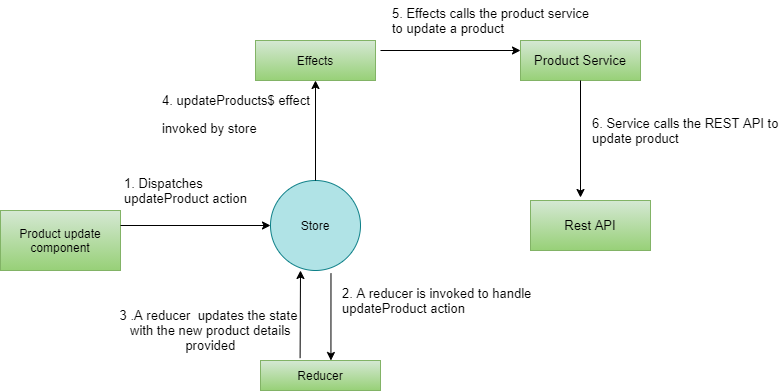 5. Effects calls the product service
to update a product
Effects
Product Service
4. updateProducts$ effect
invoked by store
6. Service calls the REST API to
update product
1. Dispatches
updateProduct action
Product update
component
Store
Rest API
2. A reducer is invoked to handle
updateProduct action
3 .A reducer  updates the state
with the new product details
provided
Reducer